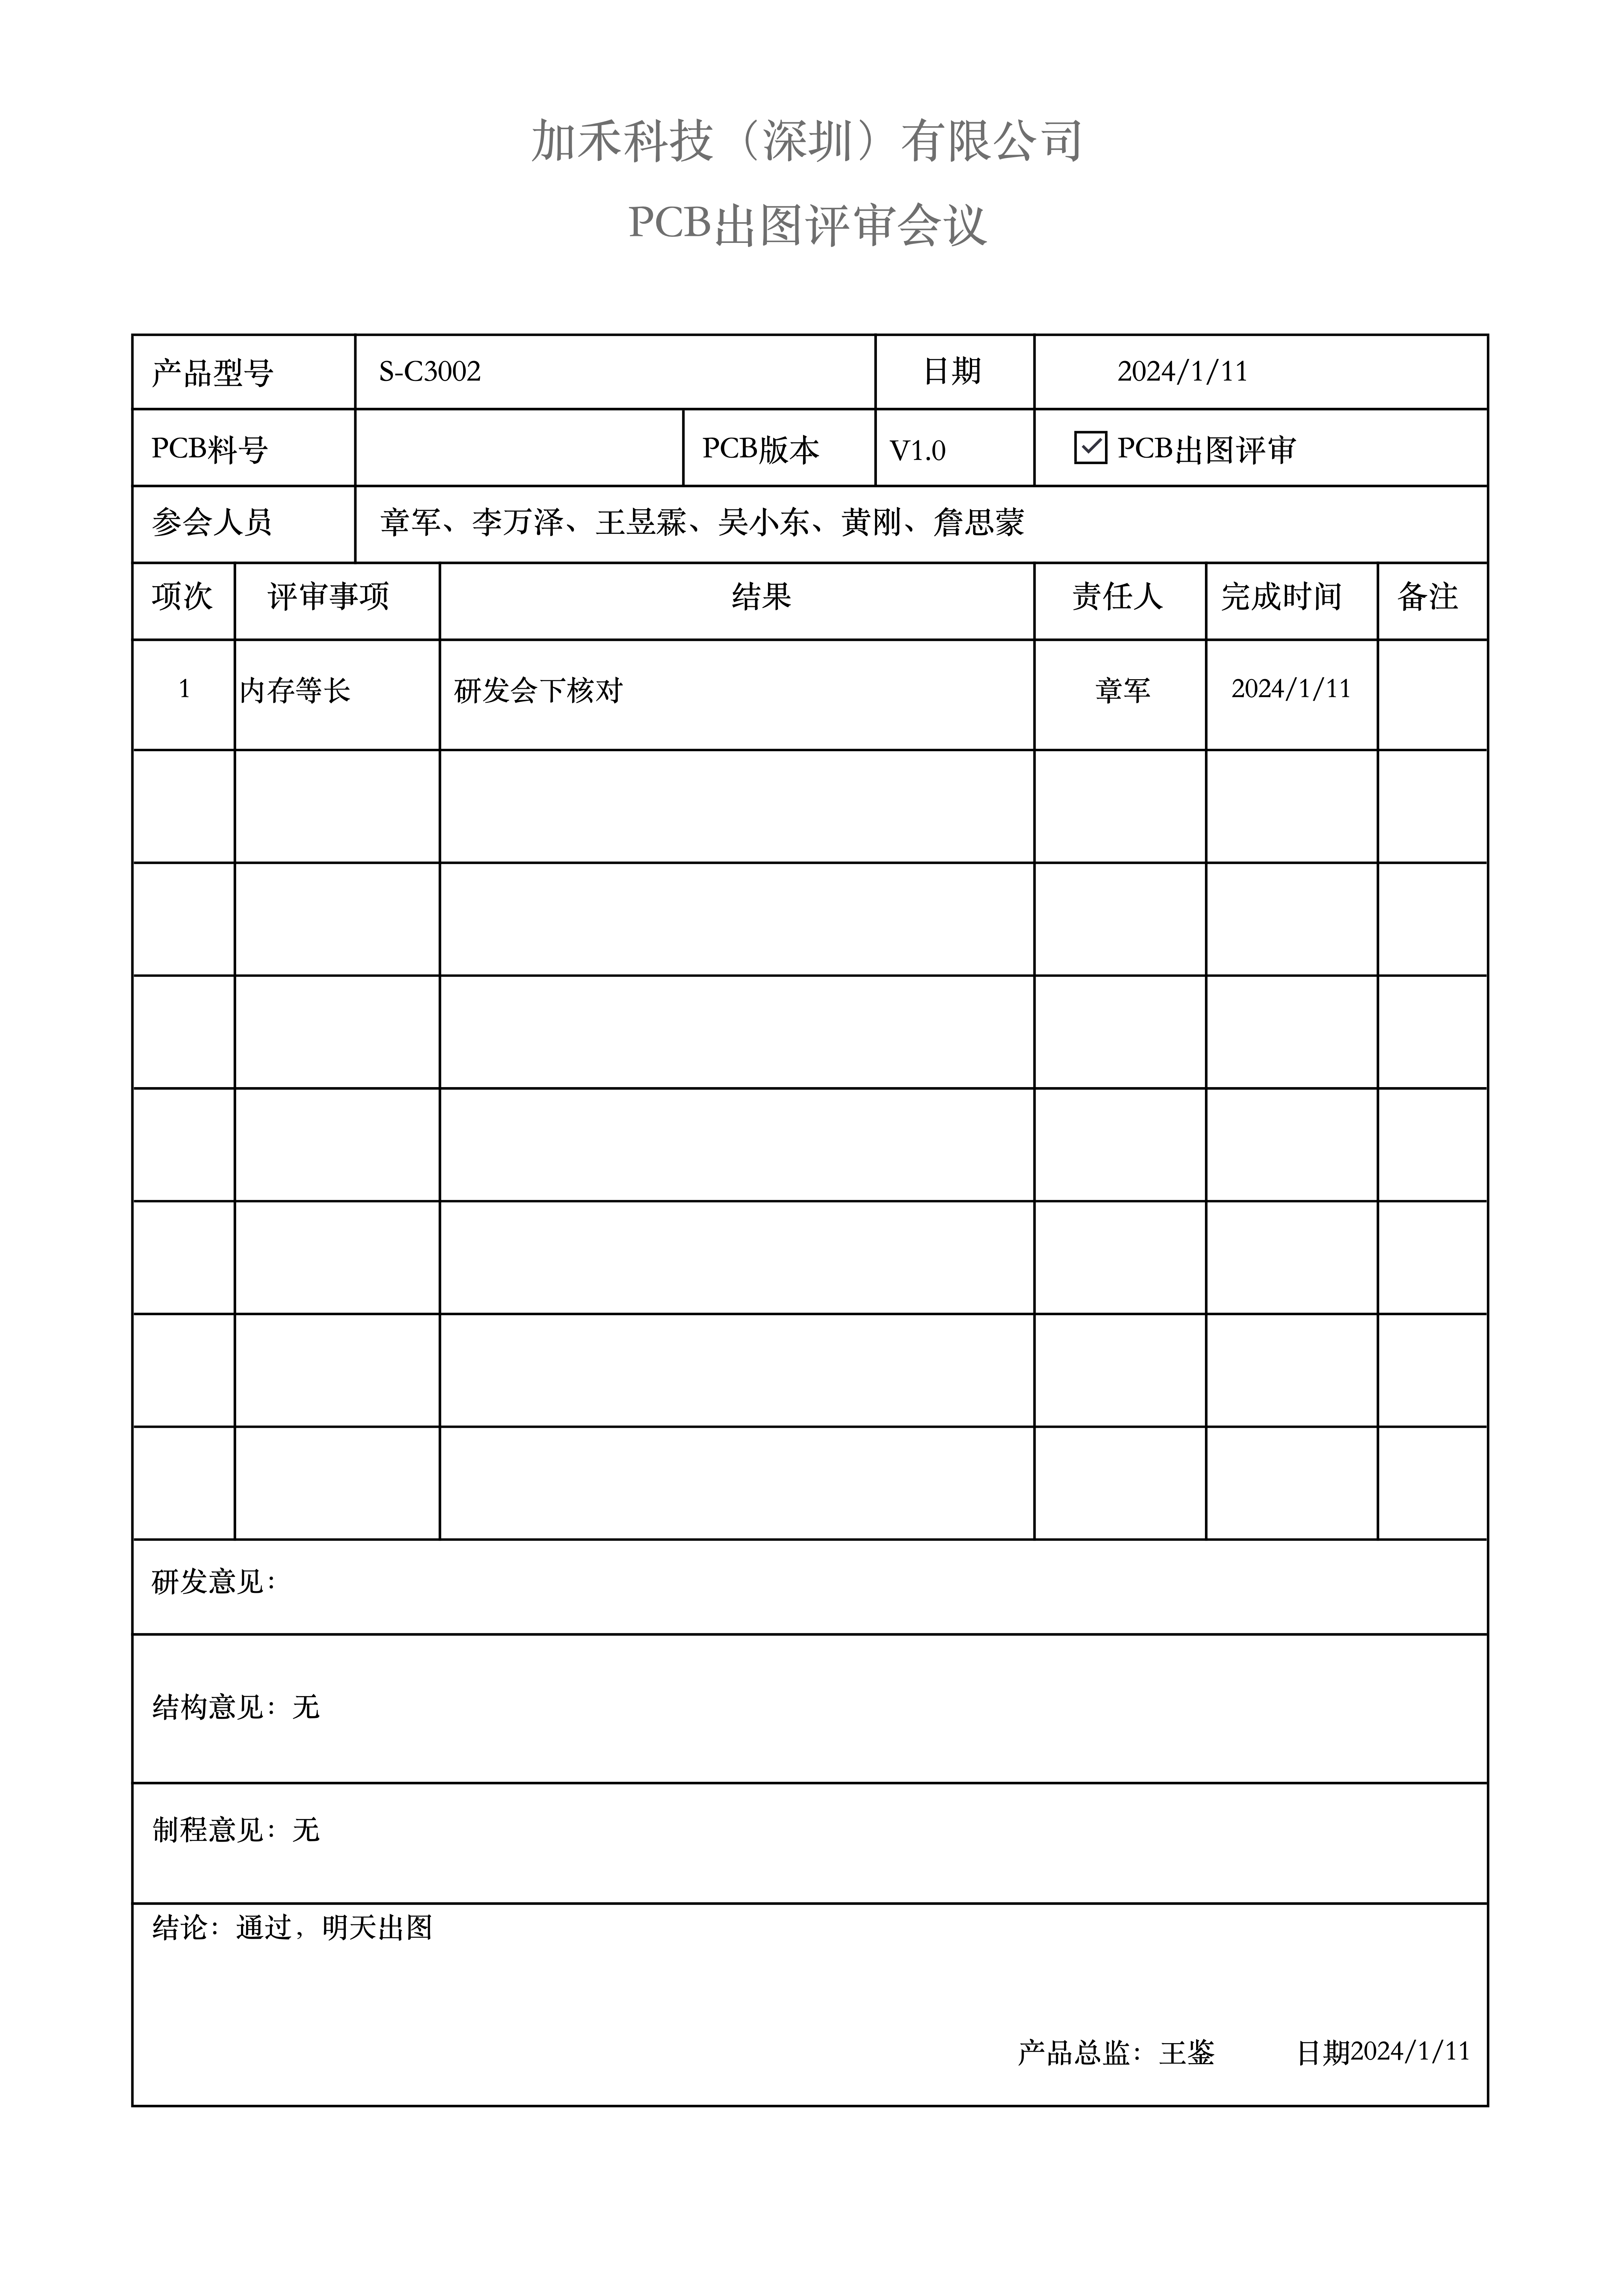 加禾科技（深圳）有限公司
PCB出图评审会议
产品型号 S-C3002 日期 2024/1/11
PCB料号 PCB版本 V1.0 ☑ PCB出图评审
参会人员 章军、李万泽、王昱霖、吴小东、黄刚、詹思蒙
项次 评审事项 结果 责任人 完成时间 备注
1 内存等长 研发会下核对 章军 2024/1/11
研发意见：
结构意见：无
制程意见：无
结论：通过，明天出图
产品总监：王鉴 日期2024/1/11